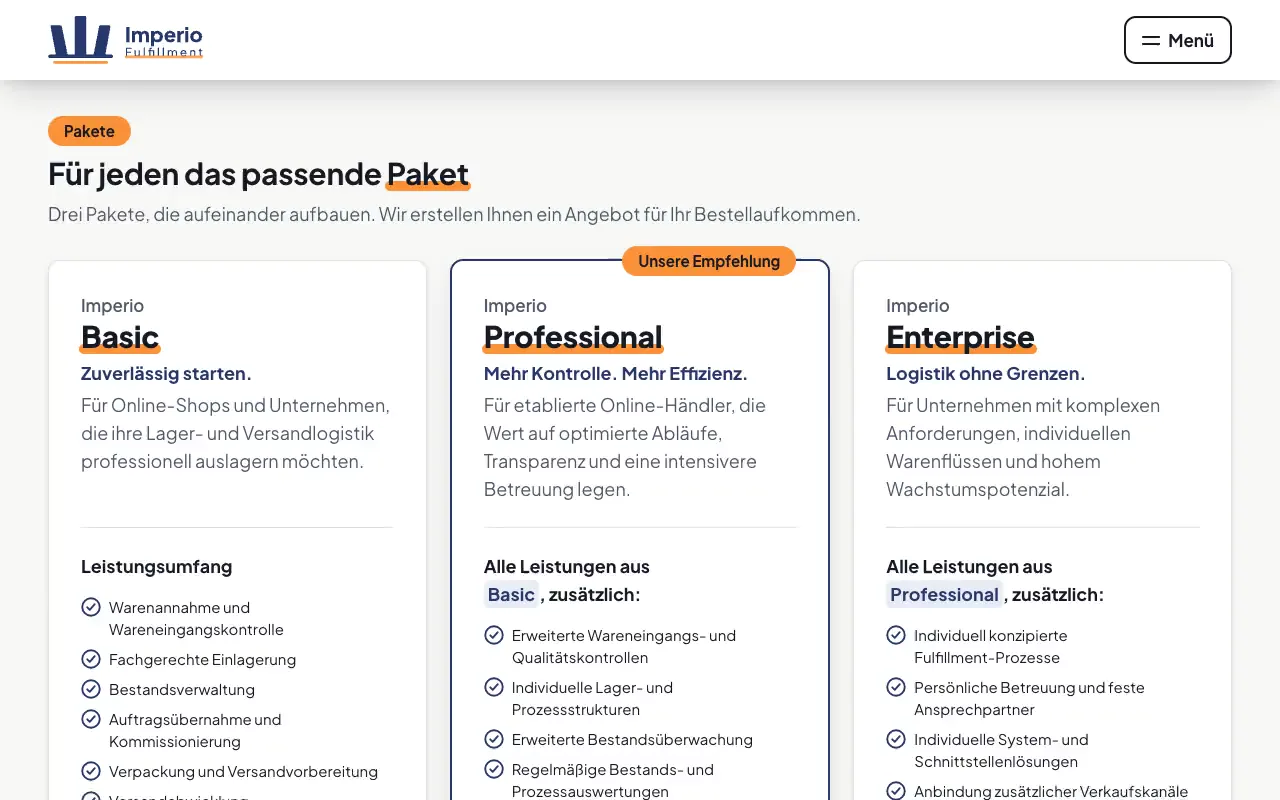 Imperio
Fulfillment
Menü
Pakete
Für jeden das passende Paket
Drei Pakete, die aufeinander aufbauen. Wir erstellen Ihnen ein Angebot für Ihr Bestellaufkommen.
Imperio
Basic
Zuverlässig starten.
Für Online-Shops und Unternehmen,
die ihre Lager- und Versandlogistik
professionell auslagern möchten.
Leistungsumfang
Warenannahme und
Wareneingangskontrolle
Fachgerechte Einlagerung
Bestandsverwaltung
Auftragsübernahme und
Kommissionierung
Verpackung und Versandvorbereitung
Versandabwicklung
Unsere Empfehlung
Imperio
Professional
Mehr Kontrolle. Mehr Effizienz.
Für etablierte Online-Händler, die
Wert auf optimierte Abläufe,
Transparenz und eine intensivere
Betreuung legen.
Alle Leistungen aus
Basic , zusätzlich:
Erweiterte Wareneingangs- und
Qualitätskontrollen
Individuelle Lager- und
Prozessstrukturen
Erweiterte Bestandsüberwachung
Regelmäßige Bestands- und
Prozessauswertungen
Imperio
Enterprise
Logistik ohne Grenzen.
Für Unternehmen mit komplexen
Anforderungen, individuellen
Warenflüssen und hohem
Wachstumspotenzial.
Alle Leistungen aus
Professional , zusätzlich:
Individuell konzipierte
Fulfillment-Prozesse
Persönliche Betreuung und feste
Ansprechpartner
Individuelle System- und
Schnittstellenlösungen
Anbindung zusätzlicher Verkaufskanäle